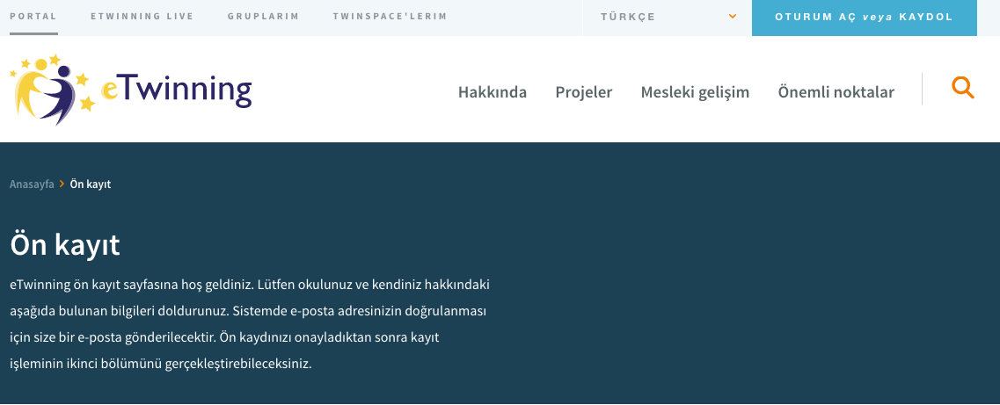 PORTAL ETWINNING LIVE GRUPLARIM TWINSPACE'LERIM TÜRKÇE OTURUM AÇ veya KAYDOL
eTwinning Hakkında Projeler Mesleki gelişim Önemli noktalar
Anasayfa > Ön kayıt
Ön kayıt
eTwinning ön kayıt sayfasına hoş geldiniz. Lütfen okulunuz ve kendiniz hakkındaki
aşağıda bulunan bilgileri doldurunuz. Sistemde e-posta adresinizin doğrulanması
için size bir e-posta gönderilecektir. Ön kaydınızı onayladıktan sonra kayıt
işleminin ikinci bölümünü gerçekleştirebileceksiniz.